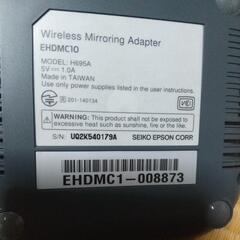 Wireless Mirroring Adapter
EHDMC10
MODEL: H695A
5V ⎓ 1.0A
Made in TAIWAN
Use only power supplies listed in the user instructions.
R 201-140134
WARNING: This product shall not be exposed
to excessive heat such as sunshine,
fire or the like.
S/N: UQ2K540179A
SEIKO EPSON CORP.
EHDMC1-008873